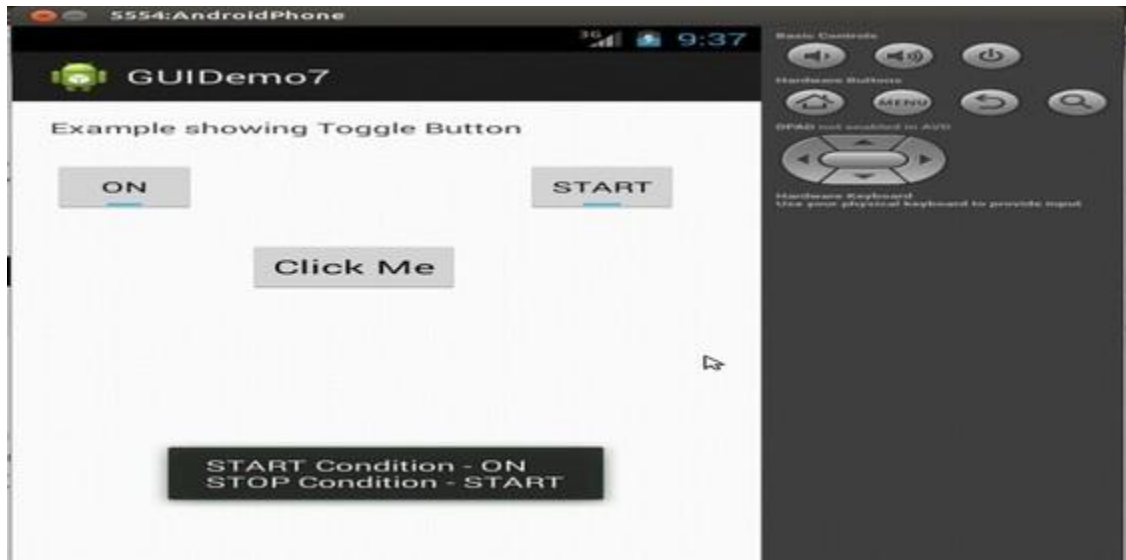 5554:AndroidPhone
3G 9:37
GUIDemo7
Example showing Toggle Button
ON START
Click Me
START Condition - ON
STOP Condition - START
Basic Controls
Hardware Buttons
MENU
DPAD not enabled in AVD
Hardware Keyboard
Use your physical keyboard to provide input